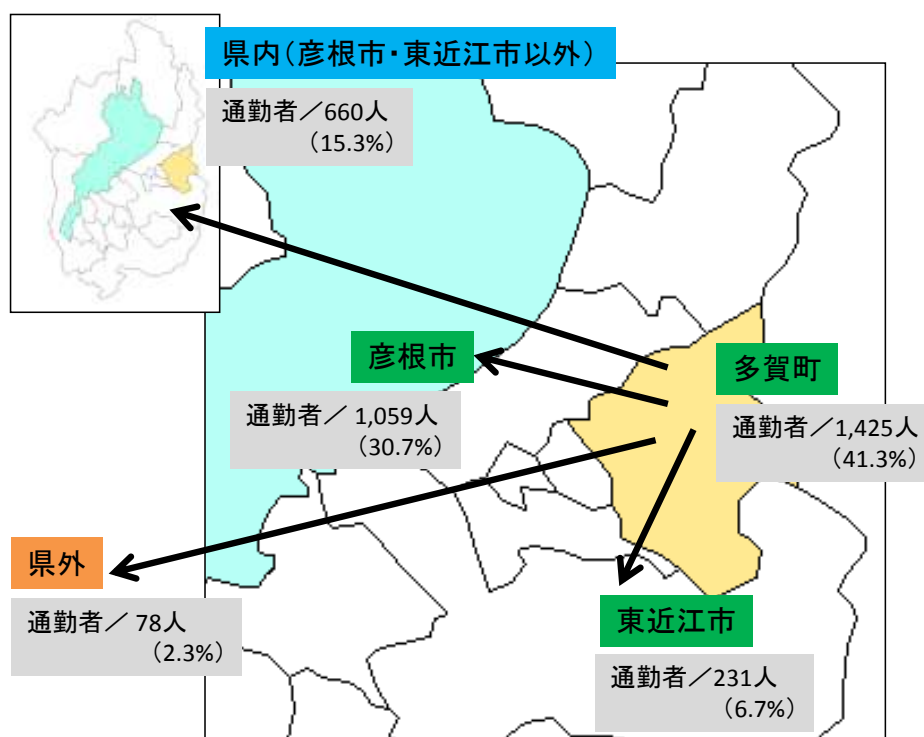 県内(彦根市・東近江市以外)
通勤者/660人
(15.3%)
彦根市
通勤者/ 1,059人
(30.7%)
多賀町
通勤者/1,425人
(41.3%)
県外
通勤者/ 78人
(2.3%)
東近江市
通勤者/231人
(6.7%)